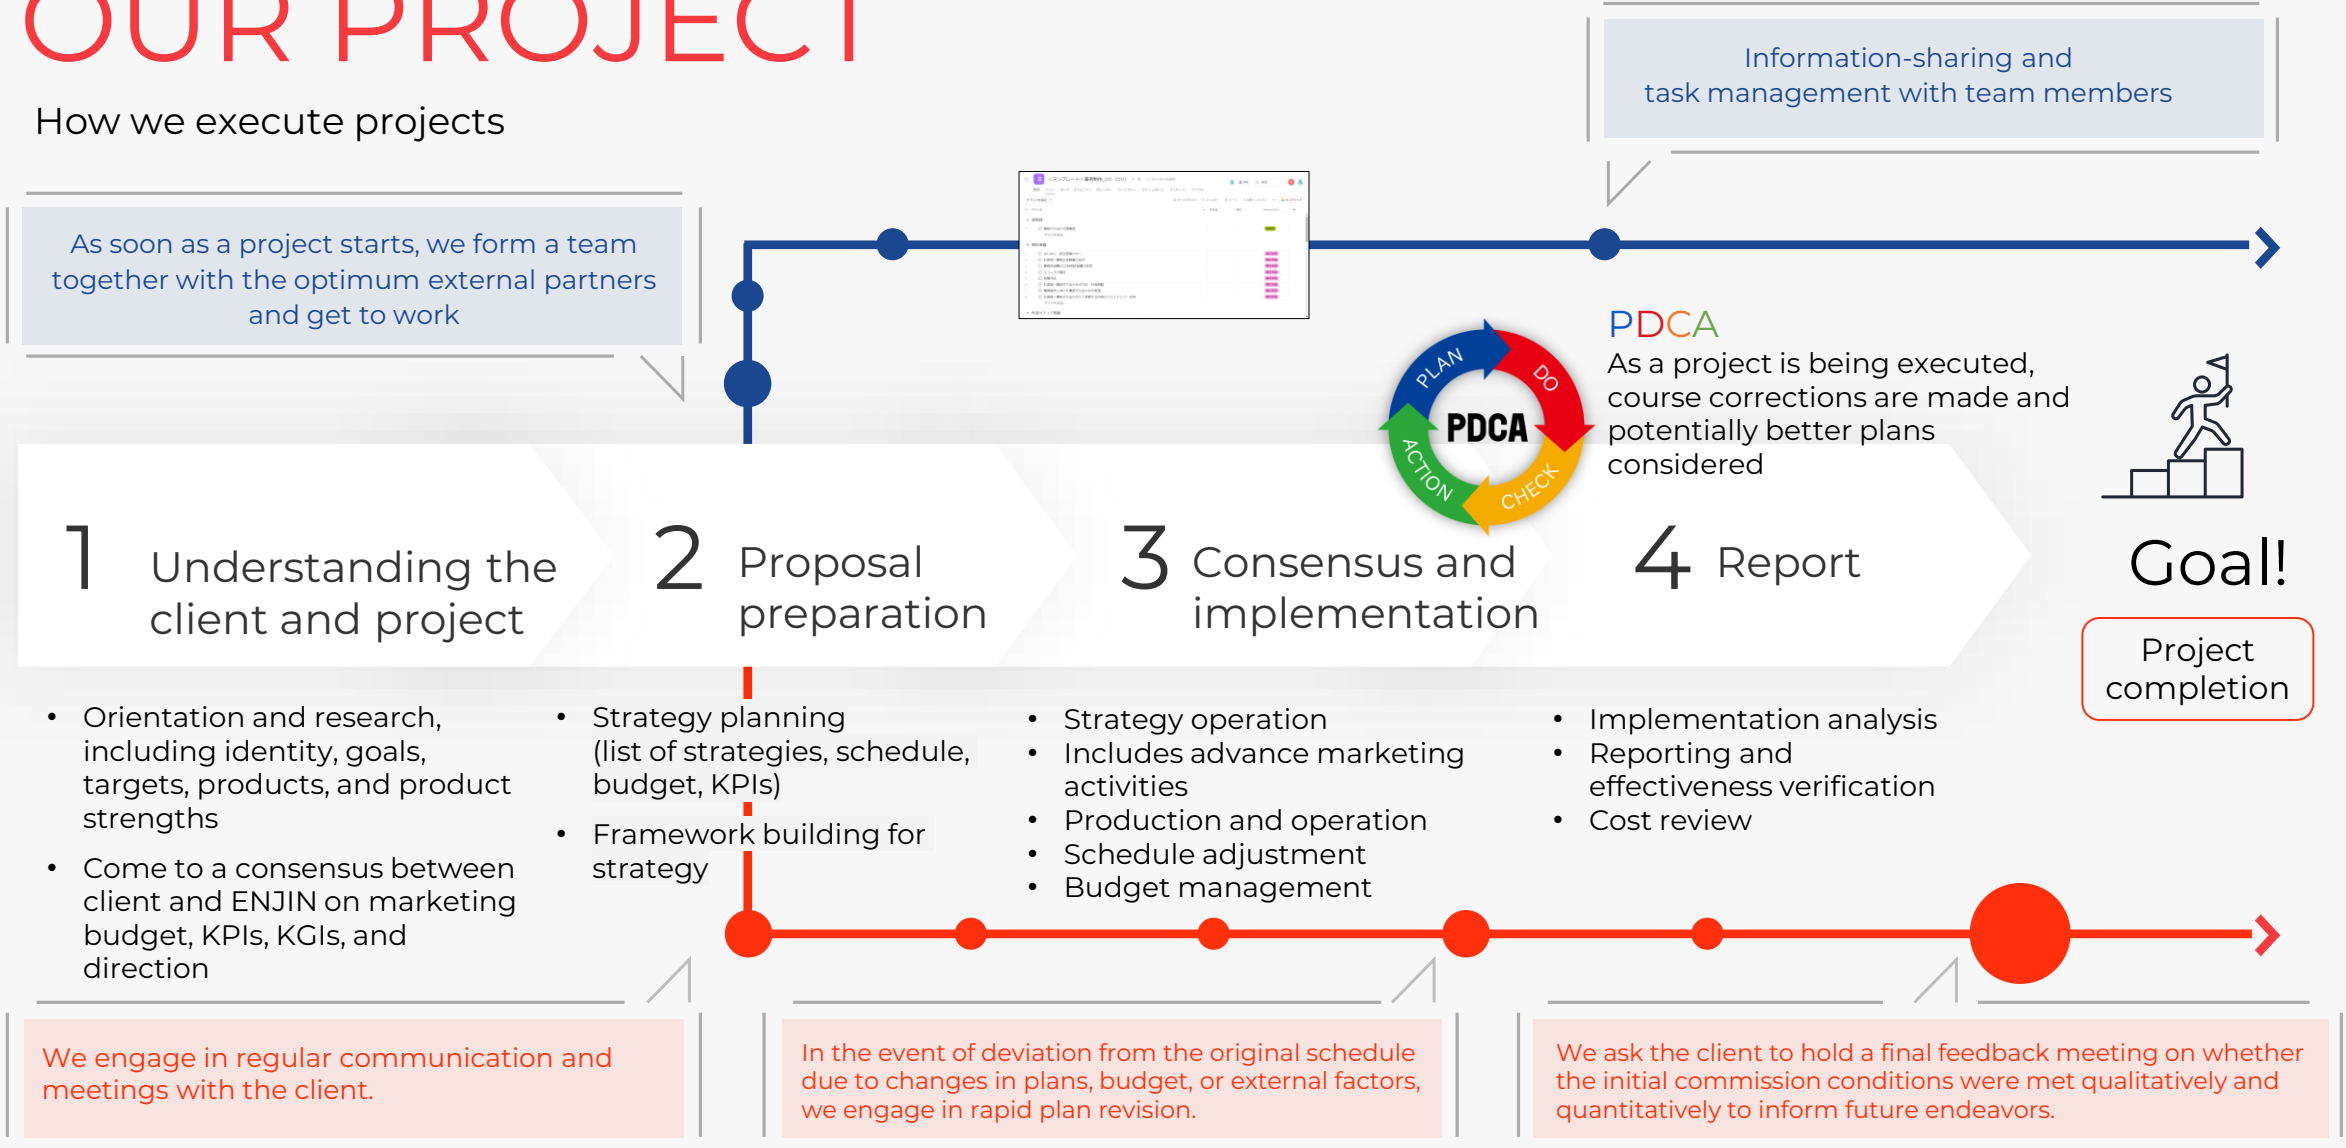 OUR PROJECT
How we execute projects
Information-sharing and
task management with team members
As soon as a project starts, we form a team
together with the optimum external partners
and get to work
PLAN
DO
CHECK
ACTION
PDCA
PDCA
As a project is being executed,
course corrections are made and
potentially better plans
considered
1
Understanding the
client and project
2
Proposal
preparation
3
Consensus and
implementation
4
Report
Goal!
Project
completion
• Orientation and research,
including identity, goals,
targets, products, and product
strengths
• Come to a consensus between
client and ENJIN on marketing
budget, KPIs, KGIs, and
direction
• Strategy planning
(list of strategies, schedule,
budget, KPIs)
• Framework building for
strategy
• Strategy operation
• Includes advance marketing
activities
• Production and operation
• Schedule adjustment
• Budget management
• Implementation analysis
• Reporting and
effectiveness verification
• Cost review
We engage in regular communication and
meetings with the client.
In the event of deviation from the original schedule
due to changes in plans, budget, or external factors,
we engage in rapid plan revision.
We ask the client to hold a final feedback meeting on whether
the initial commission conditions were met qualitatively and
quantitatively to inform future endeavors.